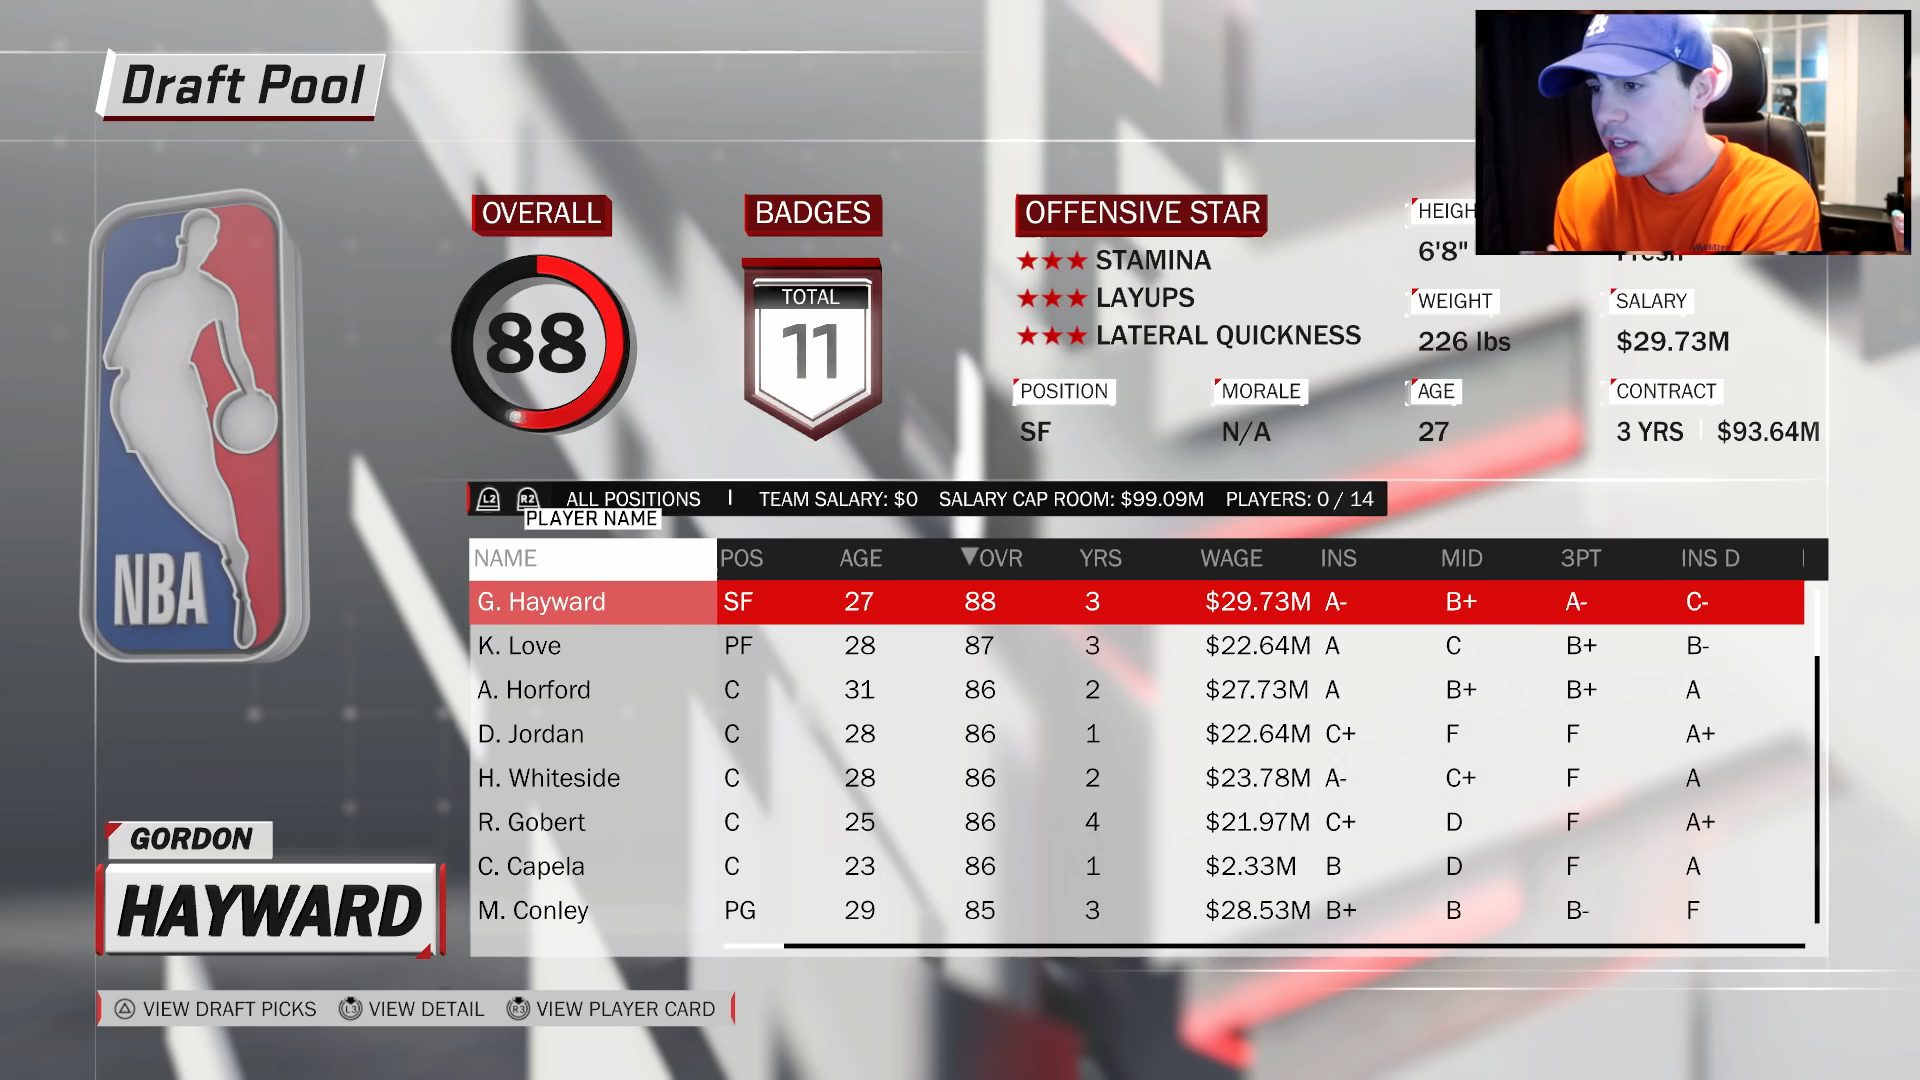 Draft Pool
OVERALL
88
BADGES
TOTAL
11
OFFENSIVE STAR
★★★ STAMINA
★★★ LAYUPS
★★★ LATERAL QUICKNESS
HEIGH
6'8"
WEIGHT
226 lbs
SALARY
$29.73M
POSITION
SF
MORALE
N/A
AGE
27
CONTRACT
3 YRS $93.64M
NBA
L2 R2 ALL POSITIONS | TEAM SALARY: $0 SALARY CAP ROOM: $99.09M PLAYERS: 0 / 14
PLAYER NAME
NAME POS AGE ▼OVR YRS WAGE INS MID 3PT INS D
G. Hayward SF 27 88 3 $29.73M A- B+ A- C-
K. Love PF 28 87 3 $22.64M A C B+ B-
A. Horford C 31 86 2 $27.73M A B+ B+ A
D. Jordan C 28 86 1 $22.64M C+ F F A+
H. Whiteside C 28 86 2 $23.78M A- C+ F A
R. Gobert C 25 86 4 $21.97M C+ D F A+
C. Capela C 23 86 1 $2.33M B D F A
M. Conley PG 29 85 3 $28.53M B+ B B- F
GORDON
HAYWARD
VIEW DRAFT PICKS L3 VIEW DETAIL R3 VIEW PLAYER CARD